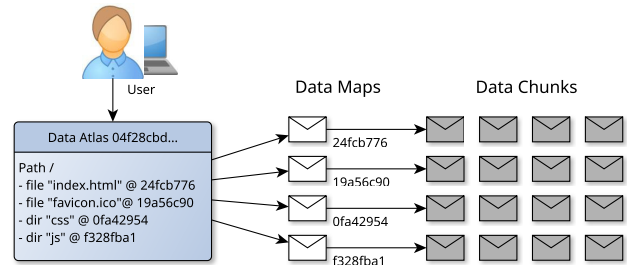 User
Data Maps
Data Chunks
Data Atlas 04f28cbd...
Path /
- file "index.html" @ 24fcb776
- file "favicon.ico"@ 19a56c90
- dir "css" @ 0fa42954
- dir "js" @ f328fba1
24fcb776
19a56c90
0fa42954
f328fba1